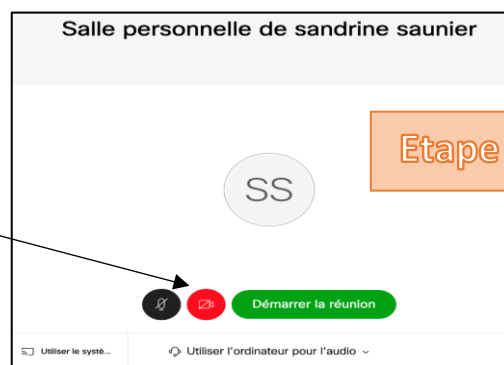 Salle personnelle de sandrine saunier
Etape
SS
Démarrer la réunion
Utiliser le systè...
Utiliser l'ordinateur pour l'audio